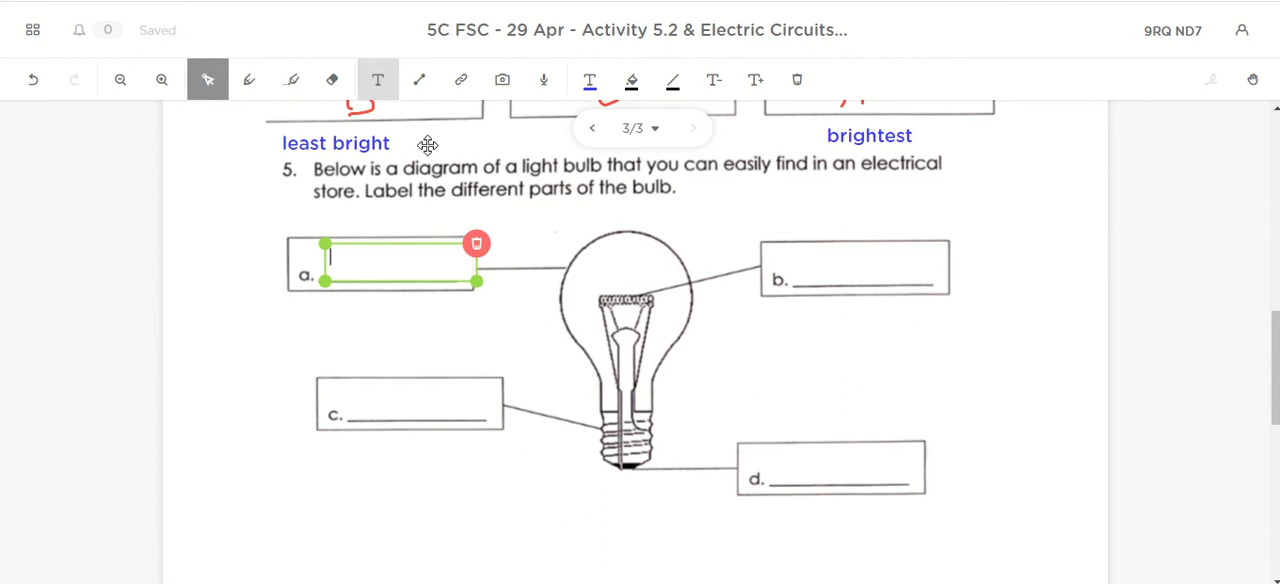 0
Saved
5C FSC - 29 Apr - Activity 5.2 & Electric Circuits...
9RQ ND7
T T T- T+
3/3
least bright
brightest
5. Below is a diagram of a light bulb that you can easily find in an electrical
store. Label the different parts of the bulb.
a.
b.
c.
d.